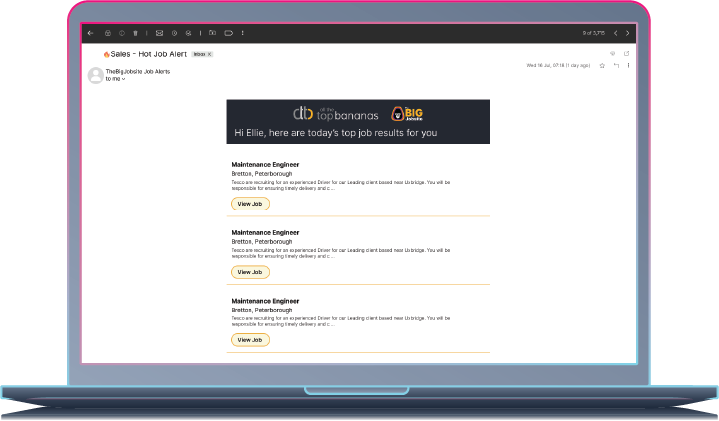 9 of 3,715
🔥Sales - Hot Job Alert Inbox ×
TheBigJobsite Job Alerts
to me
Wed 16 Jul, 07:16 (1 day ago)
dtb all the top bananas
THE BIG Jobsite
Hi Ellie, here are today's top job results for you
Maintenance Engineer
Bretton, Peterborough
Tesco are recruiting for an experienced Driver for our Leading client based near Uxbridge. You will be
responsible for ensuring timely delivery and c...
View Job
Maintenance Engineer
Bretton, Peterborough
Tesco are recruiting for an experienced Driver for our Leading client based near Uxbridge. You will be
responsible for ensuring timely delivery and c...
View Job
Maintenance Engineer
Bretton, Peterborough
Tesco are recruiting for an experienced Driver for our Leading client based near Uxbridge. You will be
responsible for ensuring timely delivery and c...
View Job